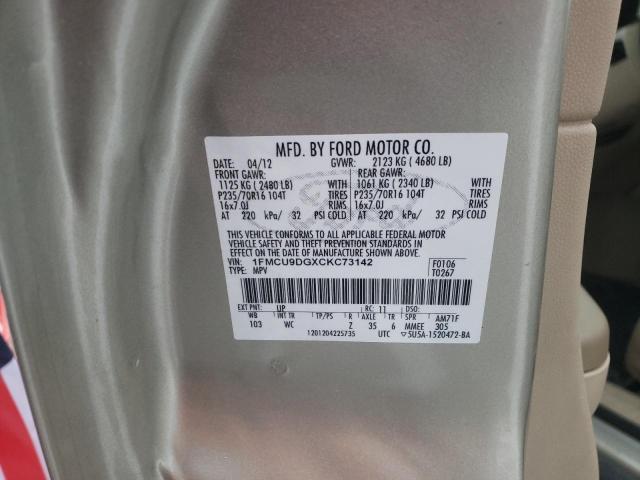 MFD. BY FORD MOTOR CO.
DATE: 04/12 GVWR: 2123 KG ( 4680 LB)
FRONT GAWR: REAR GAWR:
1125 KG ( 2480 LB) WITH 1061 KG ( 2340 LB) WITH
P235/70R16 104T TIRES P235/70R16 104T TIRES
16x7.0J RIMS 16x7.0J RIMS
AT 220 kPa/ 32 PSI COLD AT 220 kPa/ 32 PSI COLD
THIS VEHICLE CONFORMS TO ALL APPLICABLE FEDERAL MOTOR
VEHICLE SAFETY AND THEFT PREVENTION STANDARDS IN
EFFECT ON THE DATE OF MANUFACTURE SHOWN ABOVE.
VIN: 1FMCU9DGXCKC73142 F0106
TYPE: MPV T0267
EXT PNT: UP RC: 11 DSO:
WB INT TR TP/PS R AXLE TR SPR AM71F
103 WC Z 35 6 MMEE 305
1201204225735 UTC ▽5U5A-1520472-BA
Ford